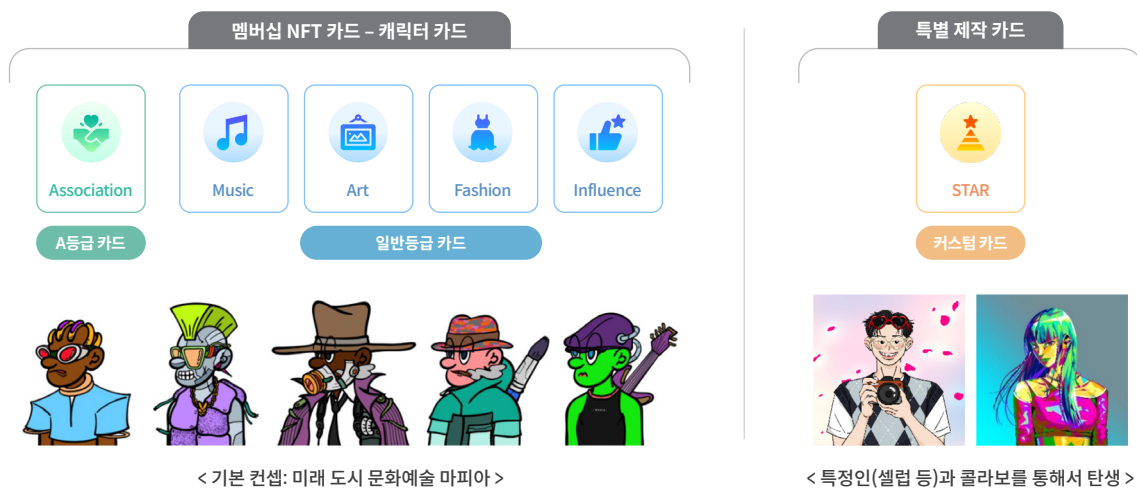 멤버십 NFT 카드 – 캐릭터 카드
특별 제작 카드
Association
Music
Art
Fashion
Influence
STAR
A등급 카드
일반등급 카드
커스텀 카드
< 기본 컨셉: 미래 도시 문화예술 마피아 >
< 특정인(셀럽 등)과 콜라보를 통해서 탄생 >